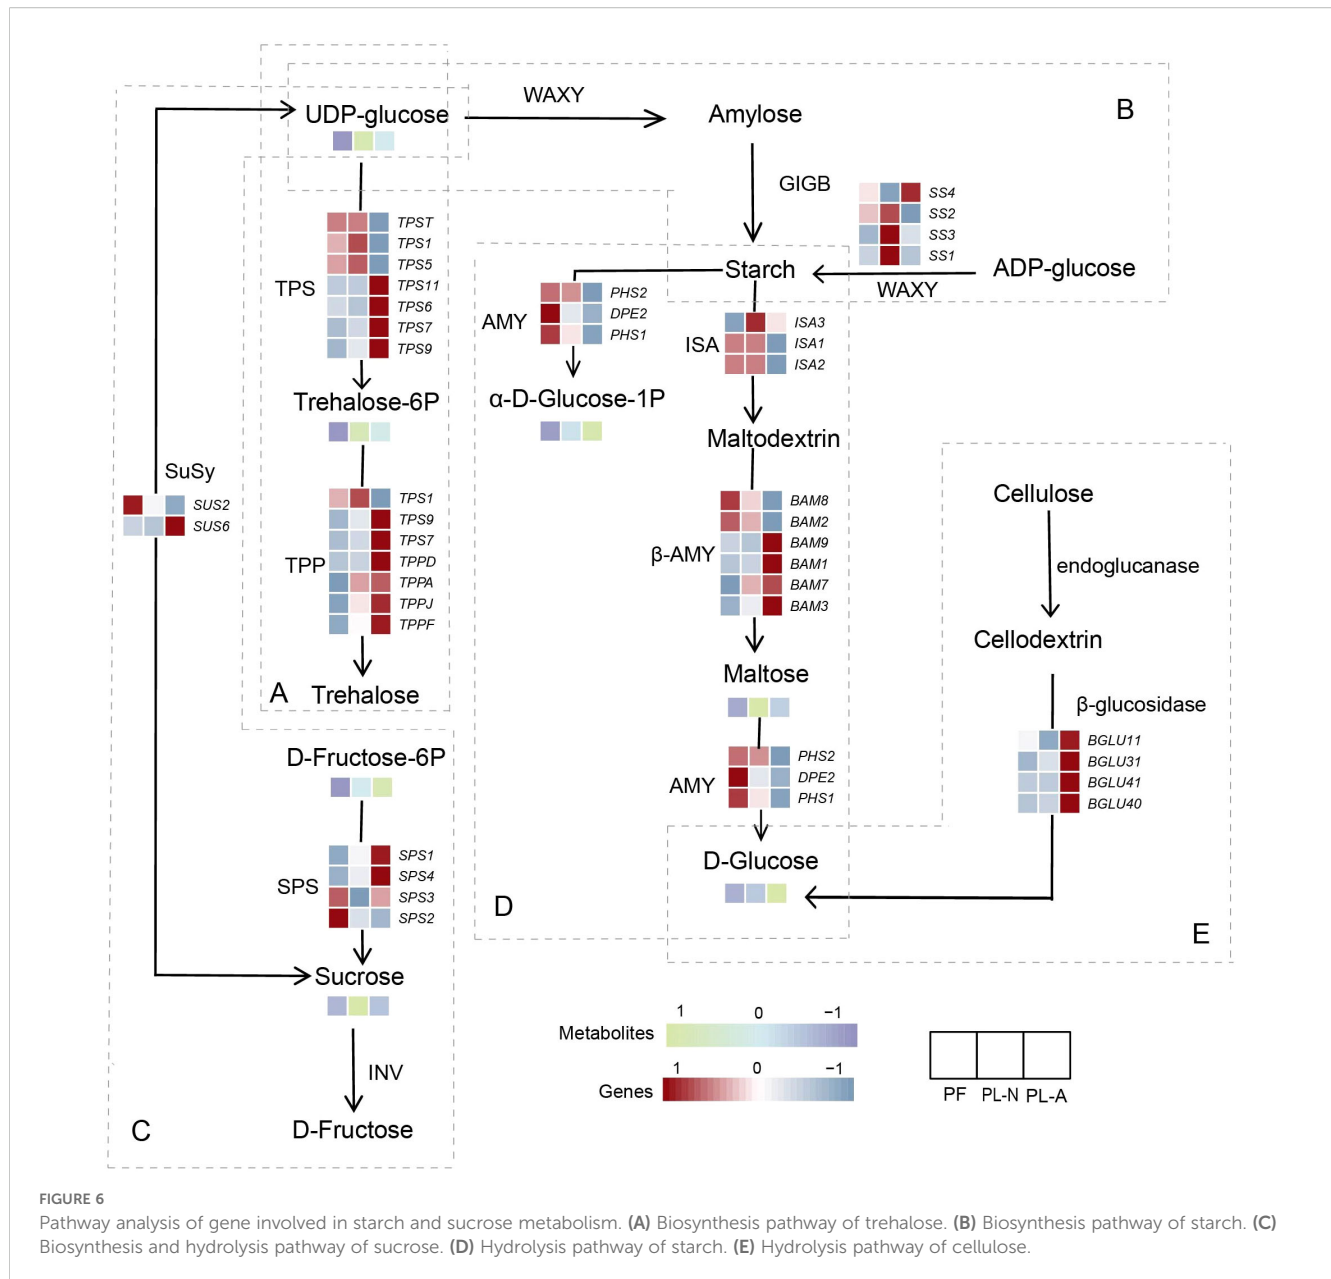 WAXY
B
UDP-glucose
Amylose
GIGB
SS4
SS2
SS3
SS1
TPST
TPS1
TPS5
TPS11
TPS6
TPS7
TPS9
TPS
Starch
ADP-glucose
WAXY
AMY
PHS2
DPE2
PHS1
ISA
ISA3
ISA1
ISA2
Trehalose-6P
α-D-Glucose-1P
Maltodextrin
SuSy
SUS2
SUS6
TPP
TPS1
TPS9
TPS7
TPPD
TPPA
TPPJ
TPPF
β-AMY
BAM8
BAM2
BAM9
BAM1
BAM7
BAM3
Cellulose
endoglucanase
Cellodextrin
A
Trehalose
Maltose
β-glucosidase
BGLU11
BGLU31
BGLU41
BGLU40
D-Fructose-6P
AMY
PHS2
DPE2
PHS1
SPS
SPS1
SPS4
SPS3
SPS2
D-Glucose
D
E
Sucrose
INV
D-Fructose
C
1 0 −1
Metabolites
1 0 −1
Genes
PF PL-N PL-A
FIGURE 6
Pathway analysis of gene involved in starch and sucrose metabolism. (A) Biosynthesis pathway of trehalose. (B) Biosynthesis pathway of starch. (C)
Biosynthesis and hydrolysis pathway of sucrose. (D) Hydrolysis pathway of starch. (E) Hydrolysis pathway of cellulose.